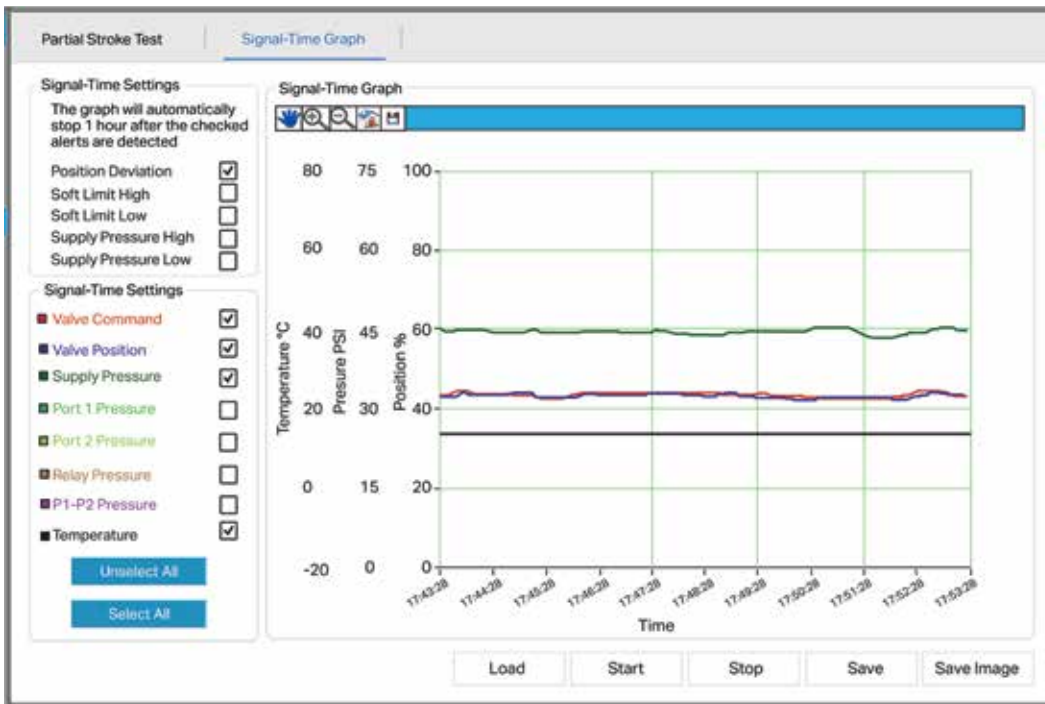 Partial Stroke Test
Signal-Time Graph
Signal-Time Settings
The graph will automatically
stop 1 hour after the checked
alerts are detected
Position Deviation
Soft Limit High
Soft Limit Low
Supply Pressure High
Supply Pressure Low
Signal-Time Settings
Valve Command
Valve Position
Supply Pressure
Port 1 Pressure
Port 2 Pressure
Relay Pressure
P1-P2 Pressure
Temperature
Unselect All
Select All
Signal-Time Graph
80 75 100
60 60 80
40 45 60
20 30 40
0 15 20
-20 0 0
Temperature °C
Presure PSI
Position %
17:43:28 17:44:28 17:45:28 17:46:28 17:47:28 17:48:28 17:49:28 17:50:28 17:51:28 17:52:28 17:53:28
Time
Load Start Stop Save Save Image